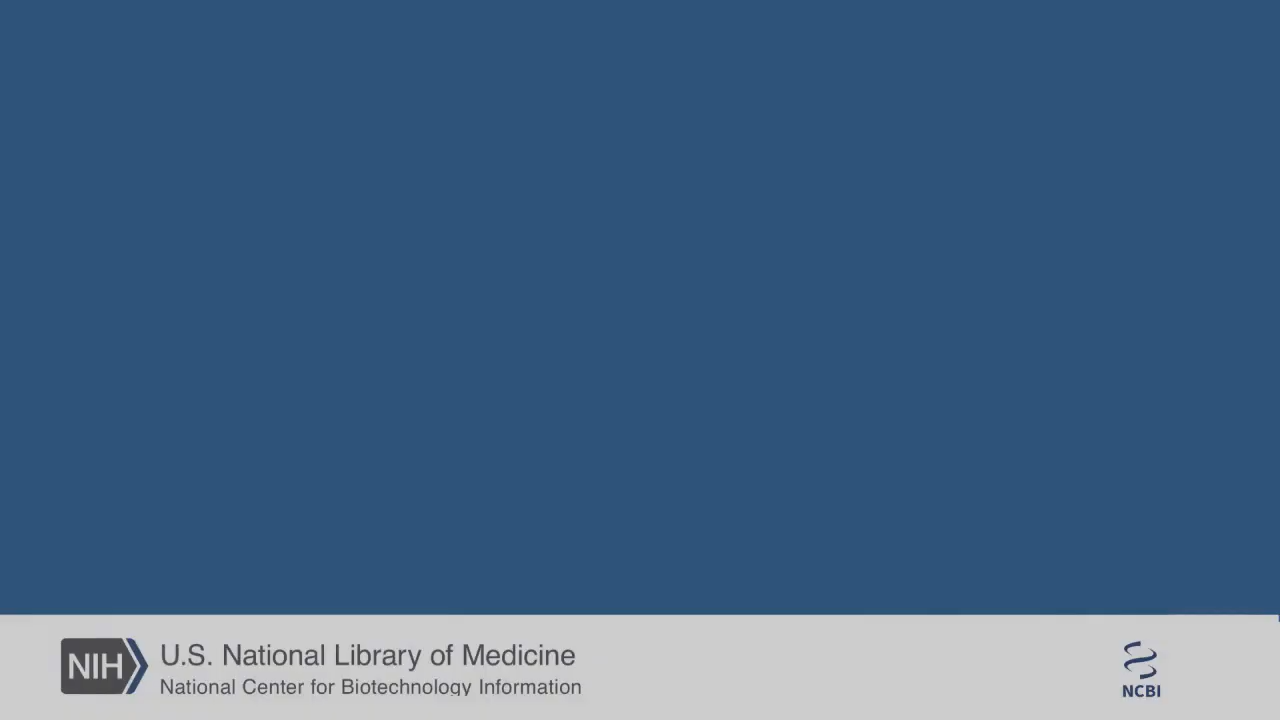 NIH
U.S. National Library of Medicine
National Center for Biotechnology Information
NCBI